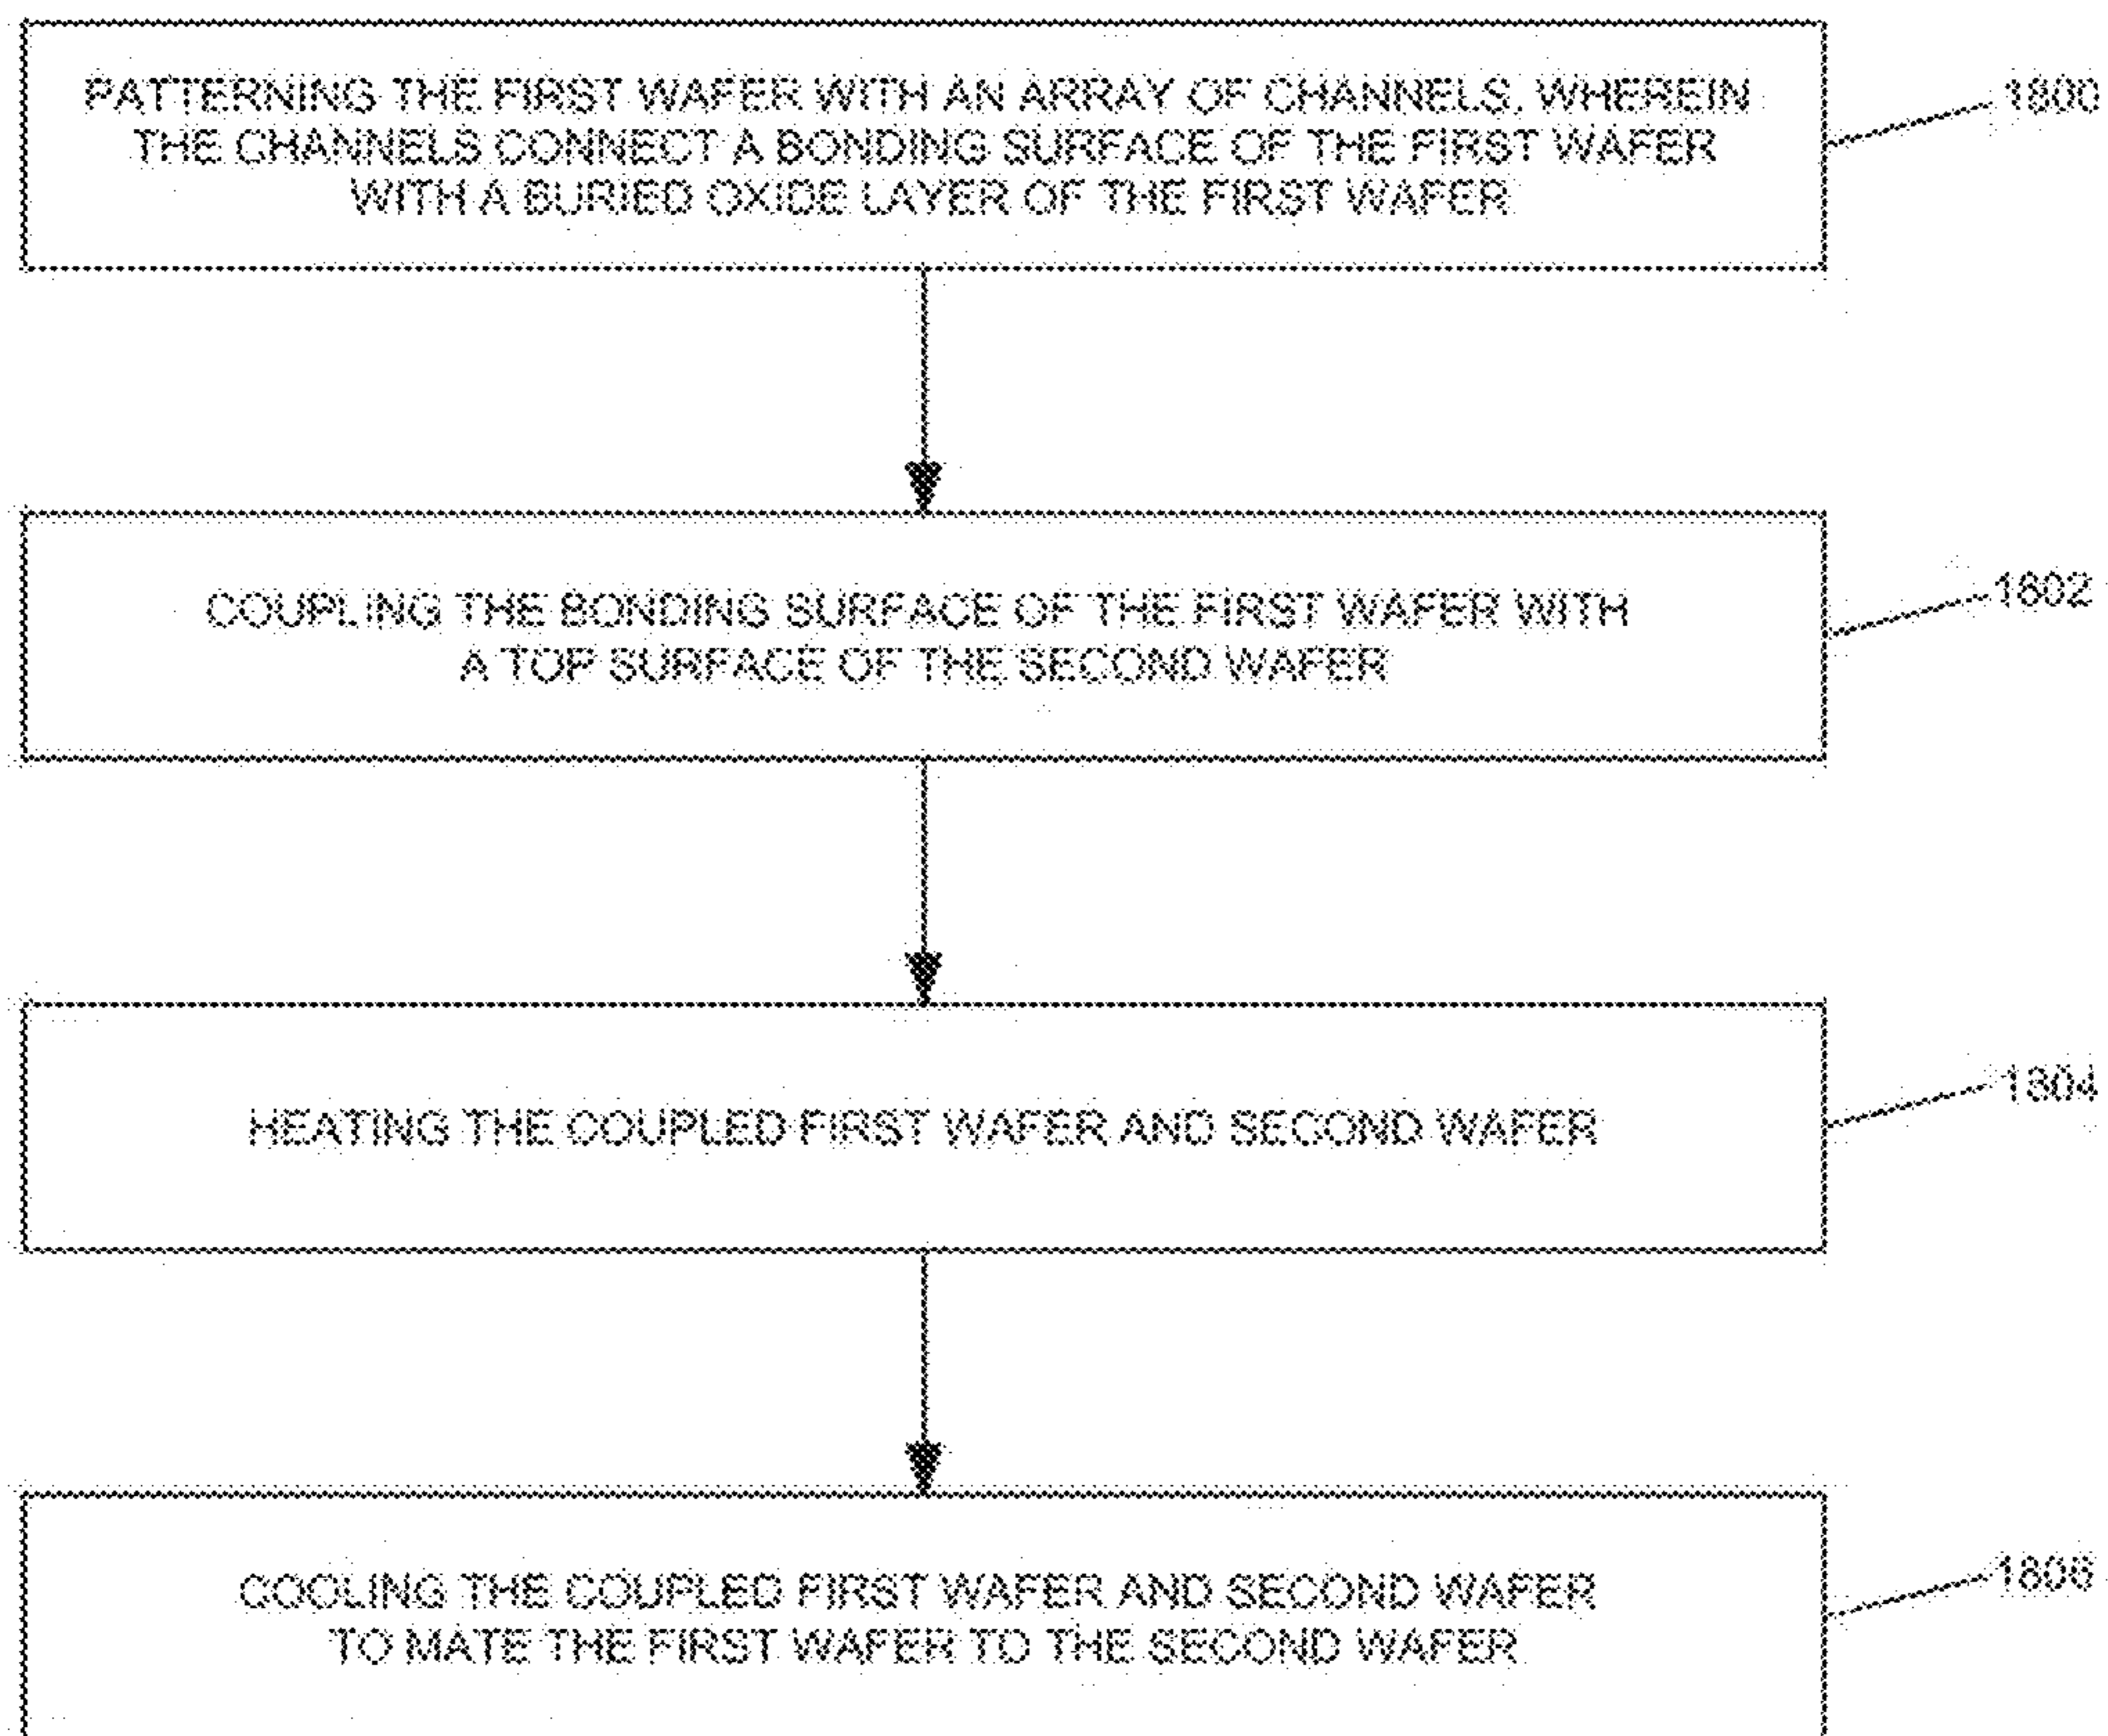 PATTERNING THE FIRST WAFER WITH AN ARRAY OF CHANNELS, WHEREIN
THE CHANNELS CONNECT A BONDING SURFACE OF THE FIRST WAFER
WITH A BURIED OXIDE LAYER OF THE FIRST WAFER
1800
COUPLING THE BONDING SURFACE OF THE FIRST WAFER WITH
A TOP SURFACE OF THE SECOND WAFER
1802
HEATING THE COUPLED FIRST WAFER AND SECOND WAFER
1804
COOLING THE COUPLED FIRST WAFER AND SECOND WAFER
TO MATE THE FIRST WAFER TO THE SECOND WAFER
1806